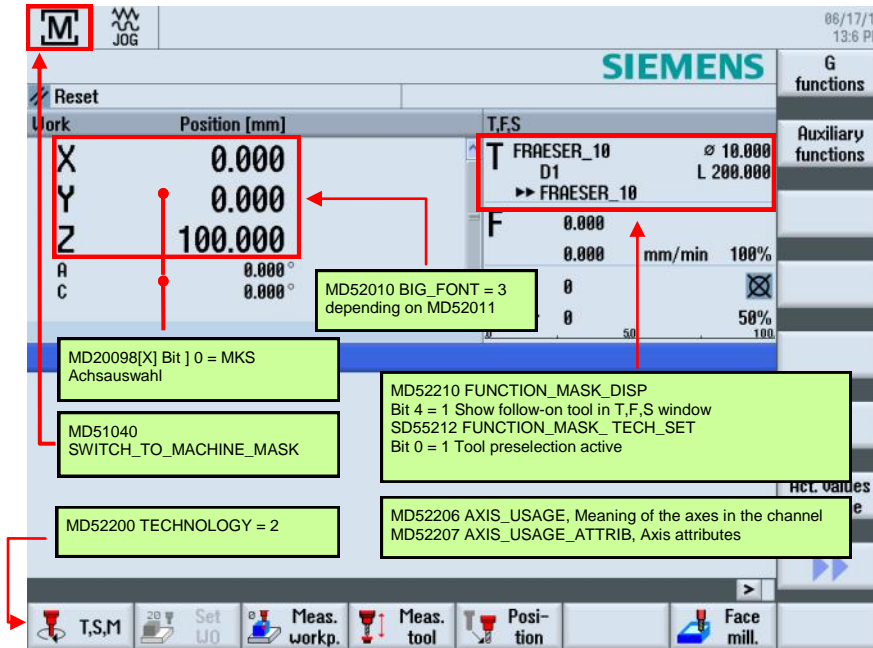 M
JOG
06/17/1
13:6 P
SIEMENS
G
functions
Reset
Work Position [mm] T,F,S
Auxiliary
functions
X 0.000
Y 0.000
Z 100.000
A 0.000°
C 0.000°
T FRAESER_10 ø 10.000
D1 L 200.000
▸▸ FRAESER_10
F 0.000
0.000 mm/min 100%
0
0 50%
0 50 100
MD52010 BIG_FONT = 3
depending on MD52011
MD20098[X] Bit ] 0 = MKS
Achsauswahl
MD52210 FUNCTION_MASK_DISP
Bit 4 = 1 Show follow-on tool in T,F,S window
SD55212 FUNCTION_MASK_ TECH_SET
Bit 0 = 1 Tool preselection active
MD51040
SWITCH_TO_MACHINE_MASK
Act. values
e
MD52200 TECHNOLOGY = 2
MD52206 AXIS_USAGE, Meaning of the axes in the channel
MD52207 AXIS_USAGE_ATTRIB, Axis attributes
>
T,S,M
20 Set
WO
0 Meas.
workp.
Meas.
tool
Posi-
tion
Face
mill.